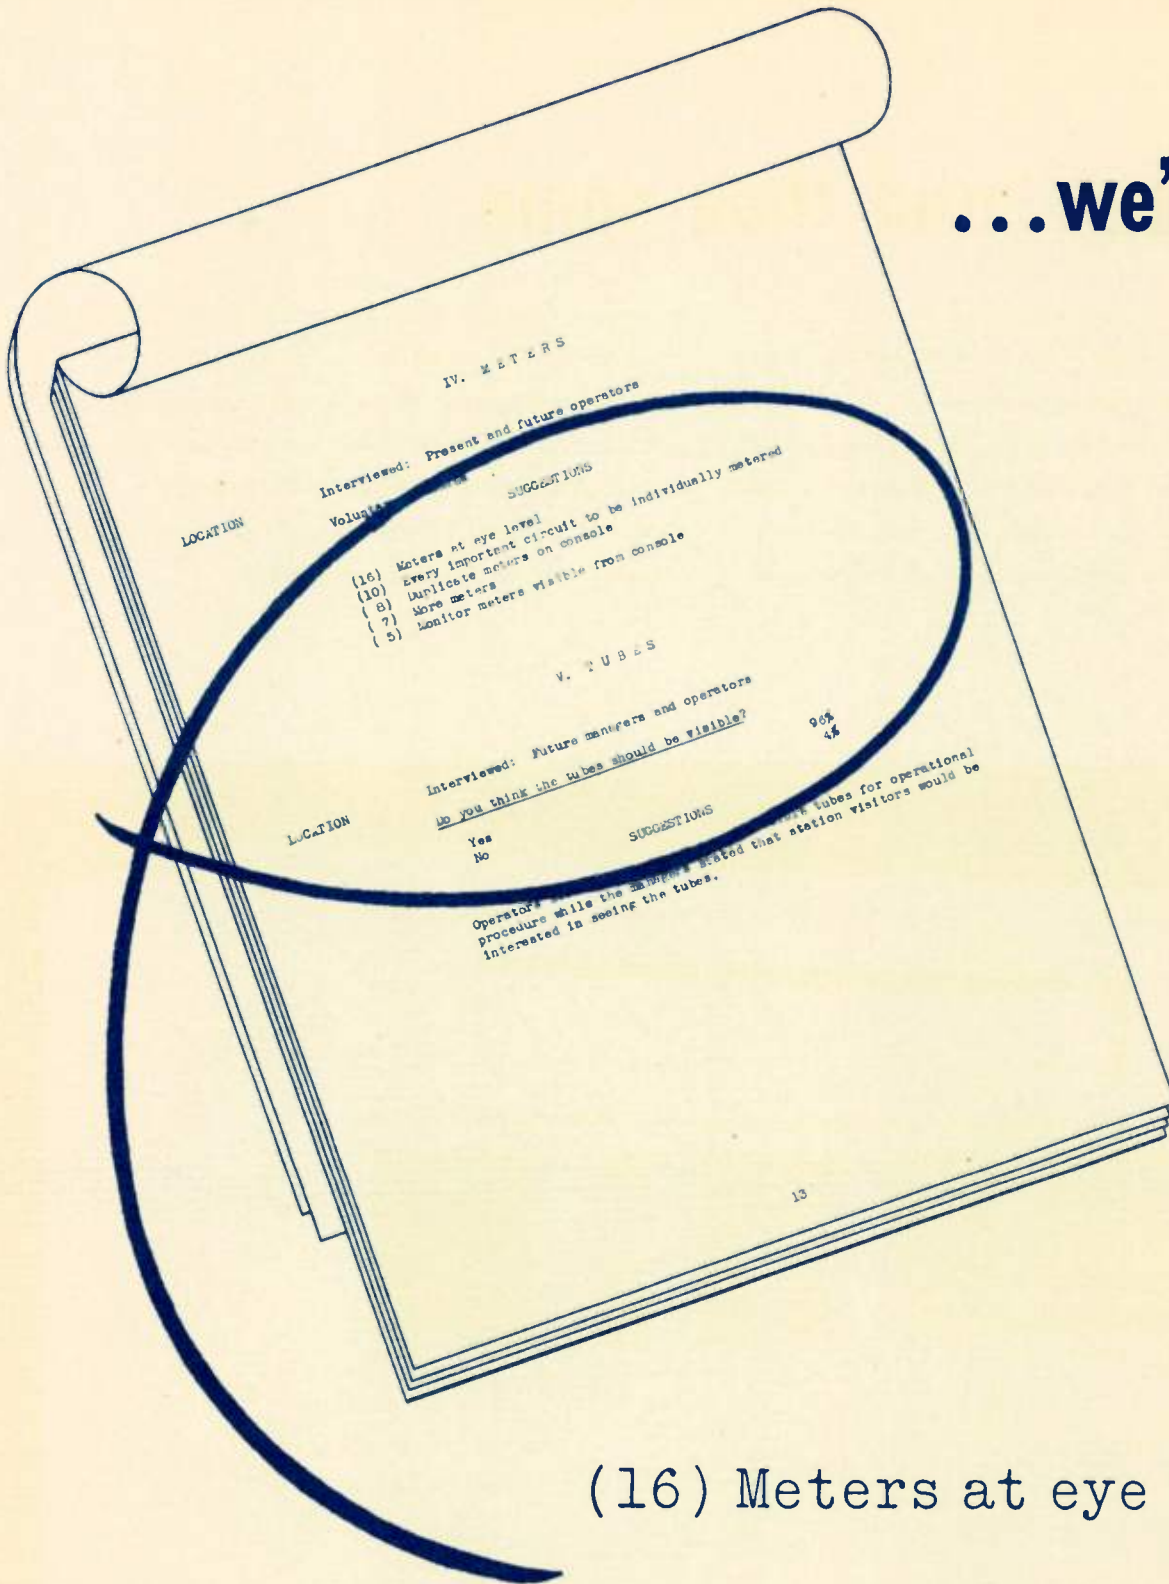 ...we'
IV. METERS
Interviewed: Present and future operators
LOCATION
SUGGESTIONS
(16) Meters at eye level
(10) Every important circuit to be individually metered
( 8) Duplicate meters on console
( 7) More meters
( 5) Monitor meters visible from console
V. TUBES
Interviewed: Future managers and operators
LOCATION
Do you think the tubes should be visible?
Yes 96%
No 4%
SUGGESTIONS
Operators tubes for operational
procedure while the managers stated that station visitors would be
interested in seeing the tubes.
13
(16) Meters at eye